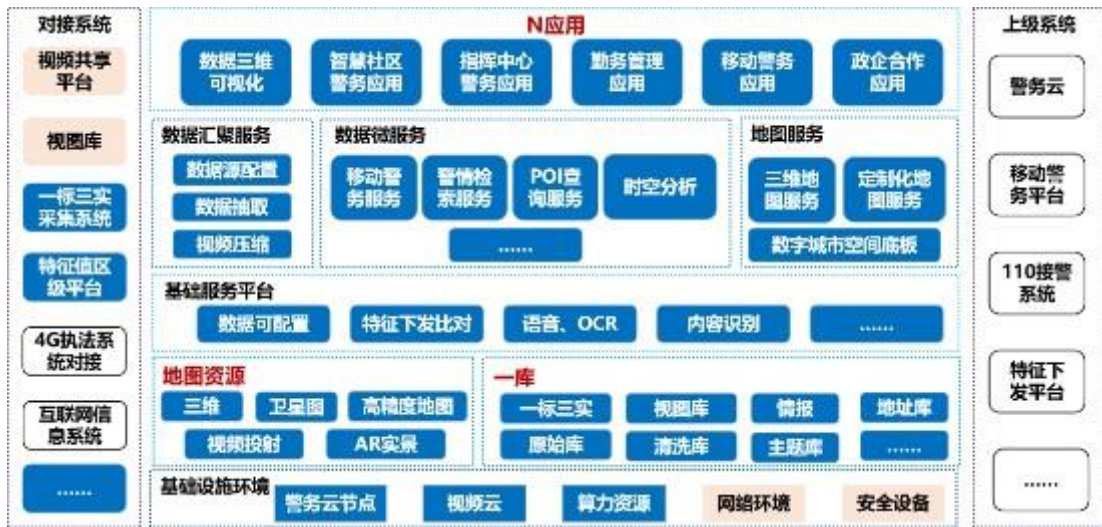 对接系统
视频共享
平台
视图库
一标三实
采集系统
特征值区
级平台
4G执法系
统对接
互联网信
息系统
......
N应用
数据三维
可视化
智慧社区
警务应用
指挥中心
警务应用
勤务管理
应用
移动警务
应用
政企合作
应用
数据汇聚服务
数据源配置
数据抽取
视频压缩
数据微服务
移动警
务服务
警情检
索服务
POI查
询服务
时空分析
......
地图服务
三维地
图服务
定制化地
图服务
数字城市空间底板
基础服务平台
数据可配置
特征下发比对
语音、OCR
内容识别
......
地图资源
三维
卫星图
高精度地图
视频投射
AR实景
一库
一标三实
视图库
情报
地址库
原始库
清洗库
主题库
......
基础设施环境
警务云节点
视频云
算力资源
网络环境
安全设备
上级系统
警务云
移动警
务平台
110接警
系统
特征下
发平台
......